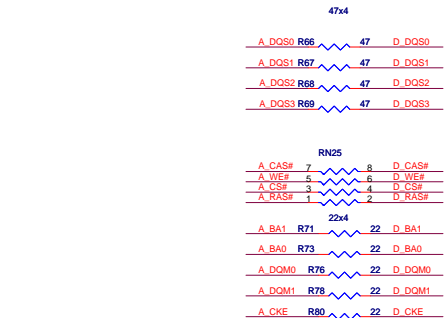 47x4
A_DQS0 R66 47 D_DQS0
A_DQS1 R67 47 D_DQS1
A_DQS2 R68 47 D_DQS2
A_DQS3 R69 47 D_DQS3
RN25
A_CAS# 7 8 D_CAS#
A_WE# 5 6 D_WE#
A_CS# 3 4 D_CS#
A_RAS# 1 2 D_RAS#
22x4
A_BA1 R71 22 D_BA1
A_BA0 R73 22 D_BA0
A_DQM0 R76 22 D_DQM0
A_DQM1 R78 22 D_DQM1
A_CKE R80 22 D_CKE